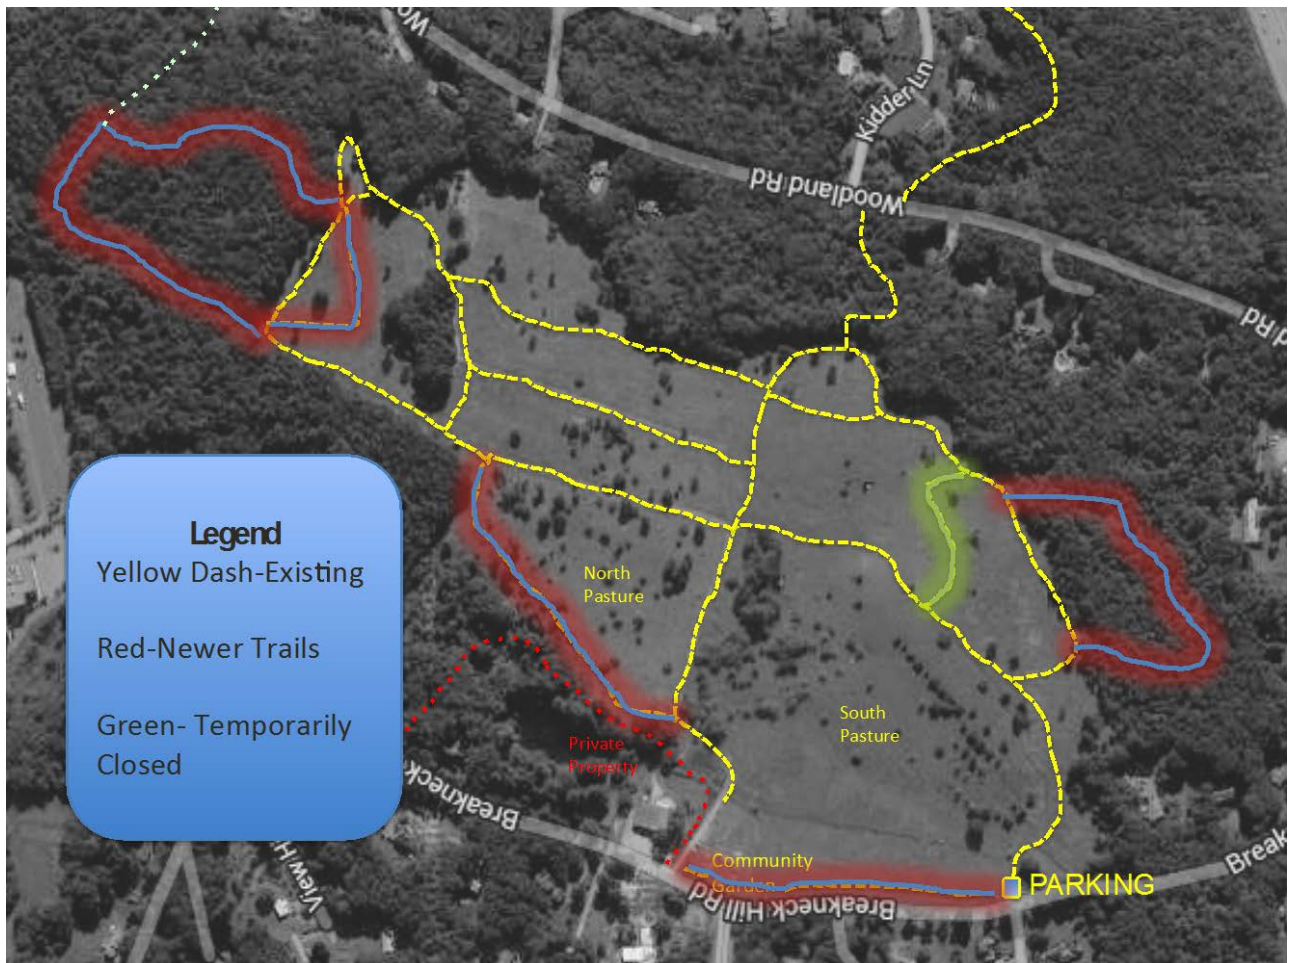 Wo
Kidder Ln
Woodland Rd
d Rd
Legend
Yellow Dash-Existing
Red-Newer Trails
Green- Temporarily
Closed
North
Pasture
South
Pasture
Private
Property
Breakneck
View H
Community
Garden
PARKING
Break
Breakneck Hill Rd